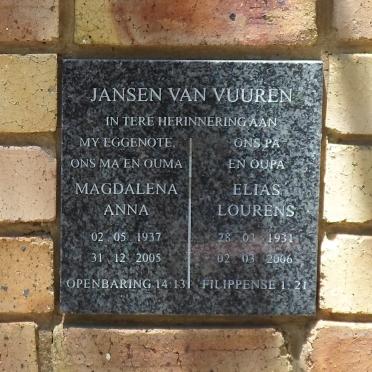 JANSEN VAN VUUREN
IN TERE HERINNERING AAN
MY EGGENOTE,
ONS MA EN OUMA
MAGDALENA
ANNA
02 05 1937
31 12 2005
OPENBARING 14:13
ONS PA
EN OUPA
ELIAS
LOURENS
28 03 1931
02 03 2006
FILIPPENSE 1:21